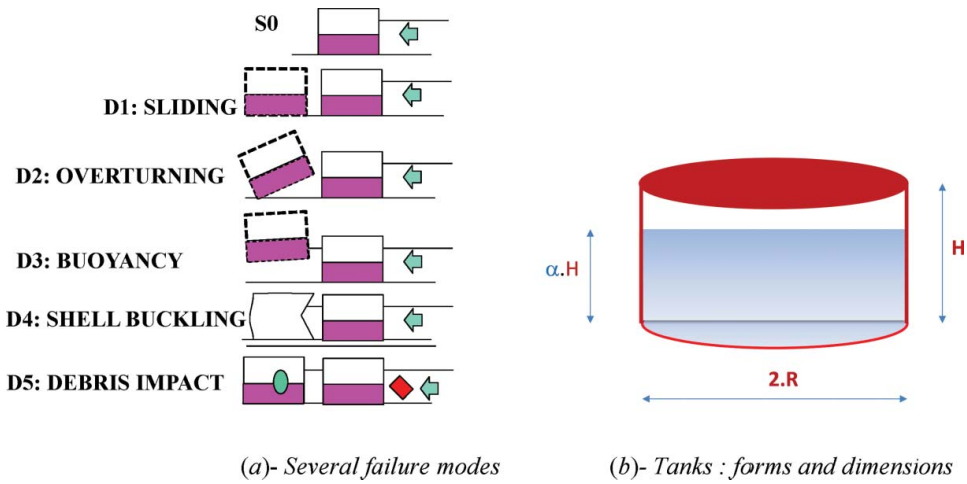 S0
D1: SLIDING
D2: OVERTURNING
D3: BUOYANCY
D4: SHELL BUCKLING
D5: DEBRIS IMPACT
(a)- Several failure modes
α.H
H
2.R
(b)- Tanks : forms and dimensions